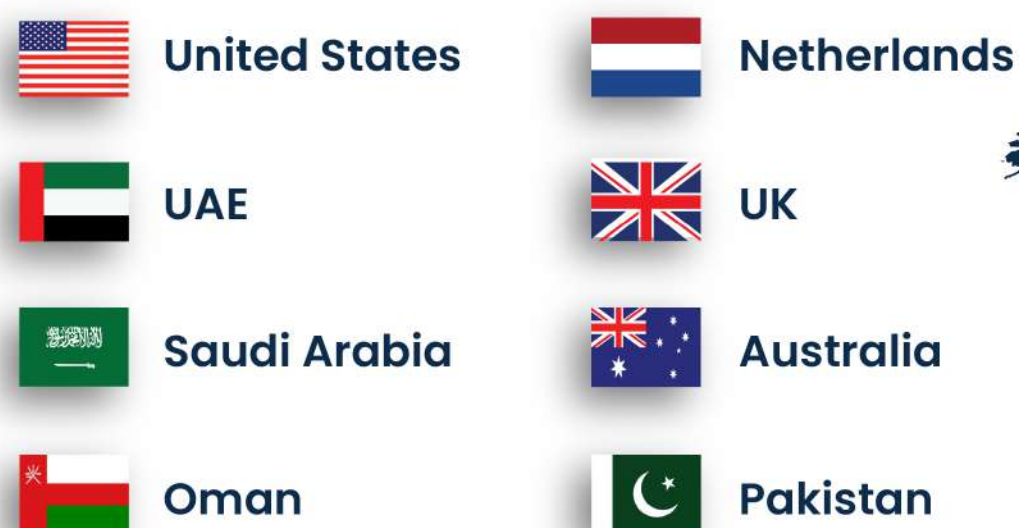 United States
Netherlands
UAE
UK
Saudi Arabia
Australia
Oman
Pakistan